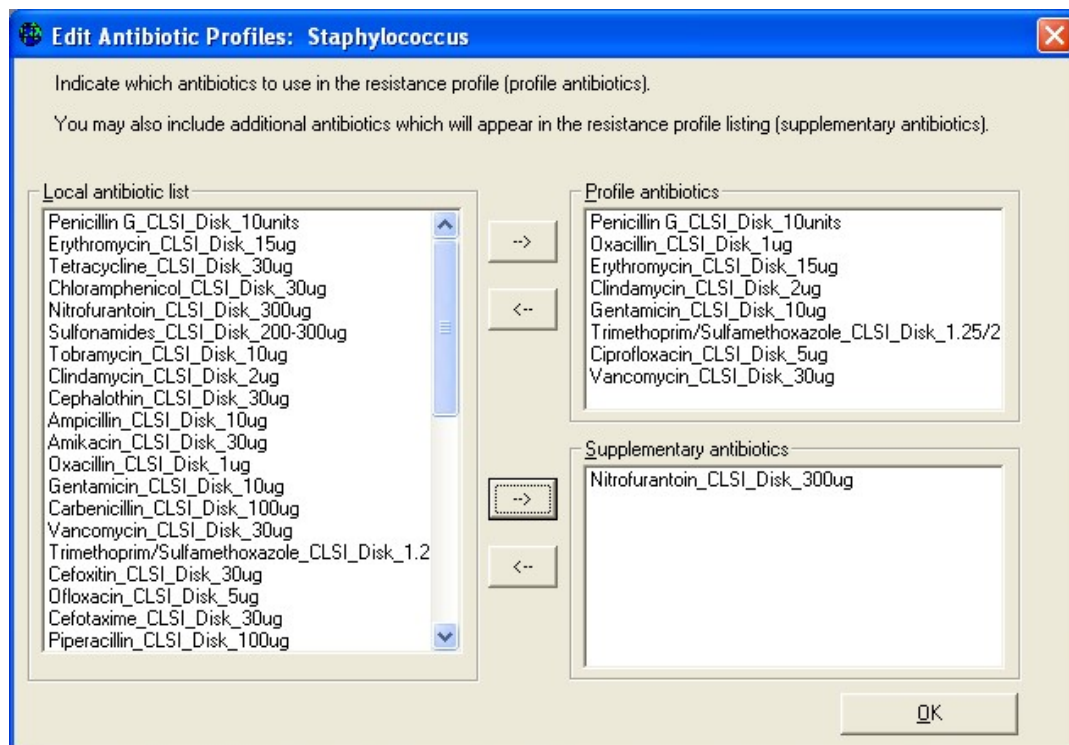 Edit Antibiotic Profiles: Staphylococcus
Indicate which antibiotics to use in the resistance profile (profile antibiotics).
You may also include additional antibiotics which will appear in the resistance profile listing (supplementary antibiotics).
Local antibiotic list
Penicillin G_CLSI_Disk_10units
Erythromycin_CLSI_Disk_15ug
Tetracycline_CLSI_Disk_30ug
Chloramphenicol_CLSI_Disk_30ug
Nitrofurantoin_CLSI_Disk_300ug
Sulfonamides_CLSI_Disk_200-300ug
Tobramycin_CLSI_Disk_10ug
Clindamycin_CLSI_Disk_2ug
Cephalothin_CLSI_Disk_30ug
Ampicillin_CLSI_Disk_10ug
Amikacin_CLSI_Disk_30ug
Oxacillin_CLSI_Disk_1ug
Gentamicin_CLSI_Disk_10ug
Carbenicillin_CLSI_Disk_100ug
Vancomycin_CLSI_Disk_30ug
Trimethoprim/Sulfamethoxazole_CLSI_Disk_1.2
Cefoxitin_CLSI_Disk_30ug
Ofloxacin_CLSI_Disk_5ug
Cefotaxime_CLSI_Disk_30ug
Piperacillin_CLSI_Disk_100ug
-->
<--
-->
<--
Profile antibiotics
Penicillin G_CLSI_Disk_10units
Oxacillin_CLSI_Disk_1ug
Erythromycin_CLSI_Disk_15ug
Clindamycin_CLSI_Disk_2ug
Gentamicin_CLSI_Disk_10ug
Trimethoprim/Sulfamethoxazole_CLSI_Disk_1.25/2
Ciprofloxacin_CLSI_Disk_5ug
Vancomycin_CLSI_Disk_30ug
Supplementary antibiotics
Nitrofurantoin_CLSI_Disk_300ug
OK